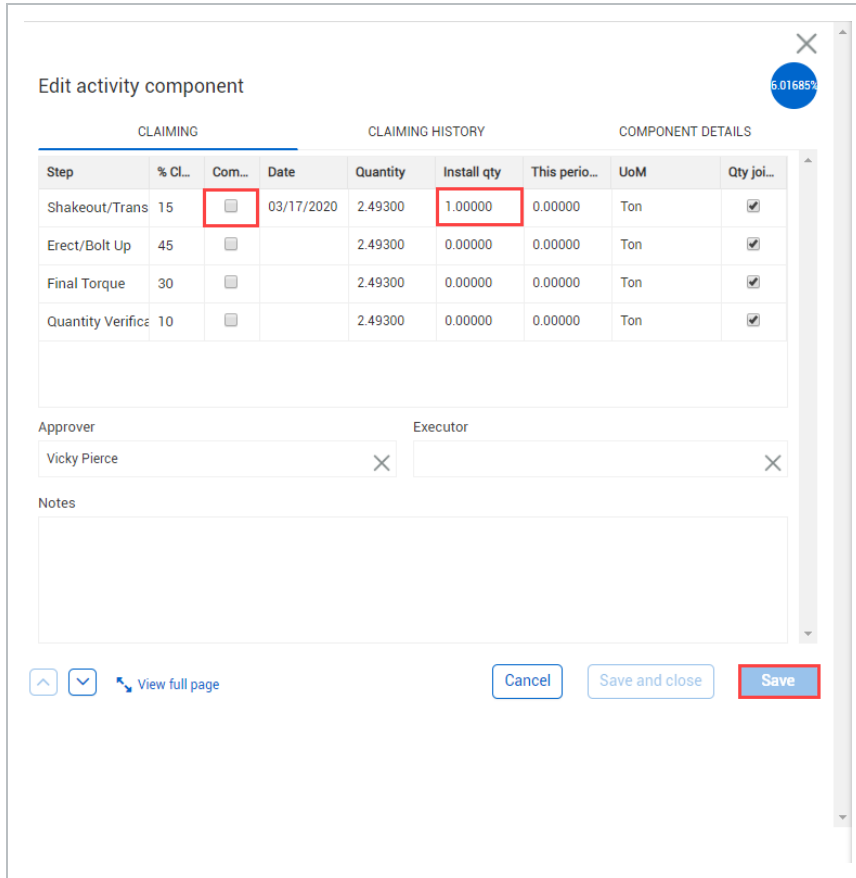 Edit activity component
6.01685%
CLAIMING CLAIMING HISTORY COMPONENT DETAILS
Step % Cl... Com... Date Quantity Install qty This perio... UoM Qty joi...
Shakeout/Trans 15 03/17/2020 2.49300 1.00000 0.00000 Ton
Erect/Bolt Up 45 2.49300 0.00000 0.00000 Ton
Final Torque 30 2.49300 0.00000 0.00000 Ton
Quantity Verifica 10 2.49300 0.00000 0.00000 Ton
Approver Executor
Vicky Pierce
Notes
View full page Cancel Save and close Save